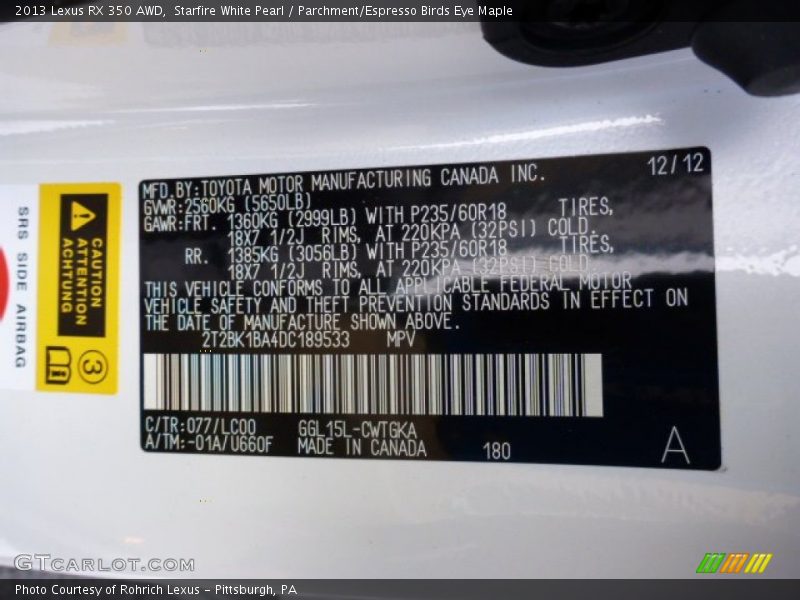 2013 Lexus RX 350 AWD, Starfire White Pearl / Parchment/Espresso Birds Eye Maple
MFD.BY:TOYOTA MOTOR MANUFACTURING CANADA INC. 12/12
GVWR:2560KG (5650LB)
GAWR:FRT. 1360KG (2999LB) WITH P235/60R18 TIRES,
18X7 1/2J RIMS, AT 220KPA (32PSI) COLD.
RR. 1385KG (3056LB) WITH P235/60R18 TIRES,
18X7 1/2J RIMS, AT 220KPA (32PSI) COLD.
THIS VEHICLE CONFORMS TO ALL APPLICABLE FEDERAL MOTOR
VEHICLE SAFETY AND THEFT PREVENTION STANDARDS IN EFFECT ON
THE DATE OF MANUFACTURE SHOWN ABOVE.
2T2BK1BA4DC189533 MPV
C/TR:077/LC00 GGL15L-CWTGKA
A/TM:-01A/U660F MADE IN CANADA 180 A
SRS SIDE AIRBAG
CAUTION
ATTENTION
ACHTUNG
3
GTCarLot.com
Photo Courtesy of Rohrich Lexus - Pittsburgh, PA